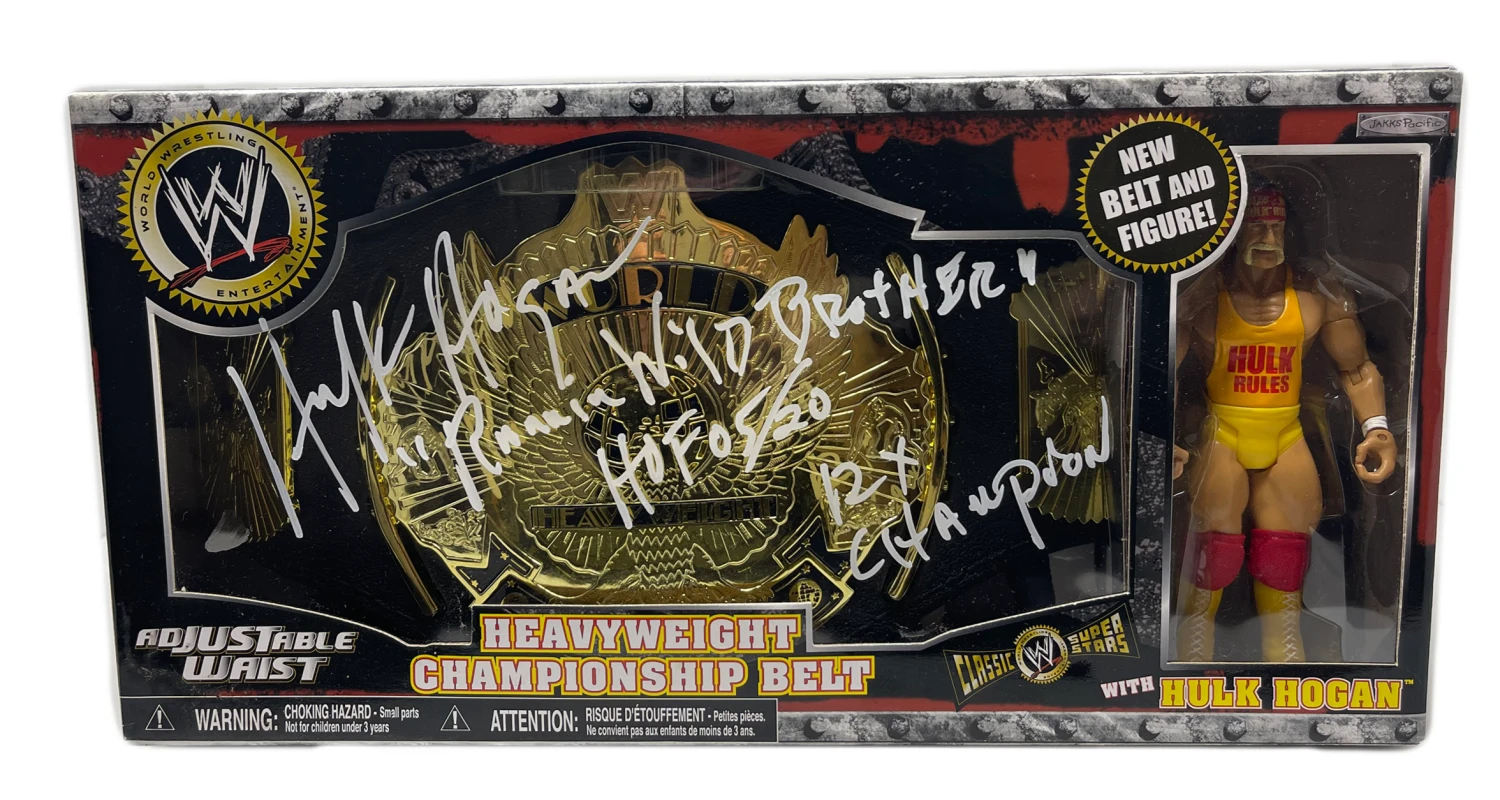 WORLD WRESTLING
ENTERTAINMENT
W
JAKKS Pacific
NEW
BELT AND
FIGURE!
WORLD
HEAVYWEIGHT
Hulk Hogan
"Runnin Wild Brother"
HOF 05/20
12x
Champion
HULK
RULES
ADJUSTABLE
WAIST
HEAVYWEIGHT
CHAMPIONSHIP BELT
CLASSIC W SUPER
STARS
WITH HULK HOGAN™
WARNING: CHOKING HAZARD - Small parts
Not for children under 3 years
ATTENTION: RISQUE D'ÉTOUFFEMENT - Petites pièces.
Ne convient pas aux enfants de moins de 3 ans.